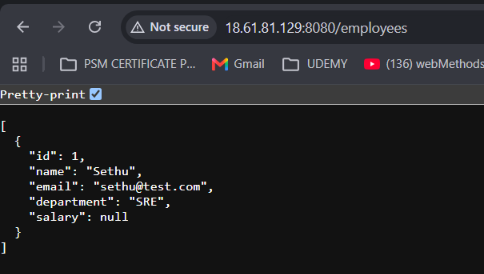 Not secure 18.61.81.129:8080/employees
PSM CERTIFICATE P... Gmail UDEMY (136) webMethods
Pretty-print
[
{
"id": 1,
"name": "Sethu",
"email": "sethu@test.com",
"department": "SRE",
"salary": null
}
]